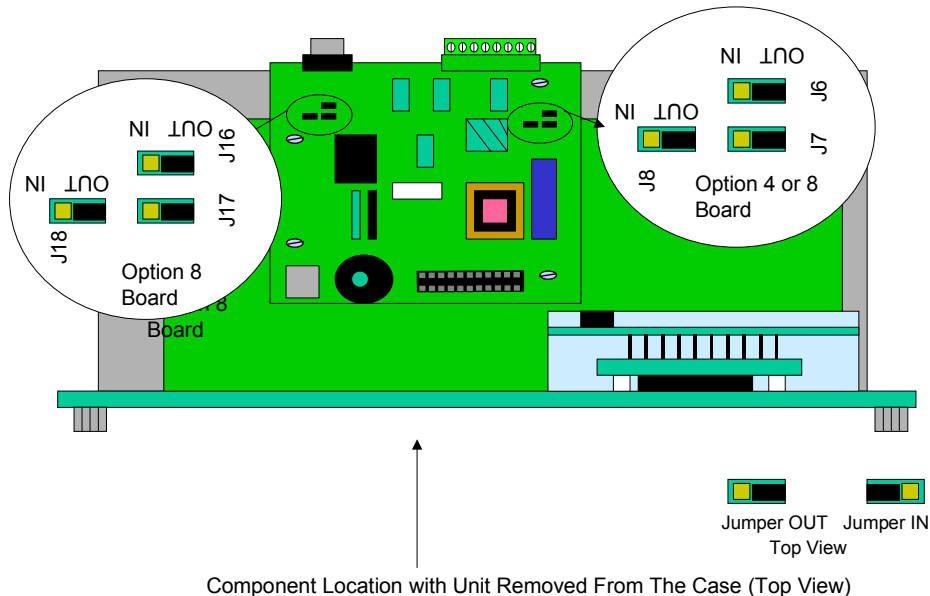 IN OUT
J16
IN OUT
J17
J18
Option 8
Board
8
Board
IN OUT
J6
IN OUT
J7
J8
Option 4 or 8
Board
Jumper OUT Jumper IN
Top View
Component Location with Unit Removed From The Case (Top View)